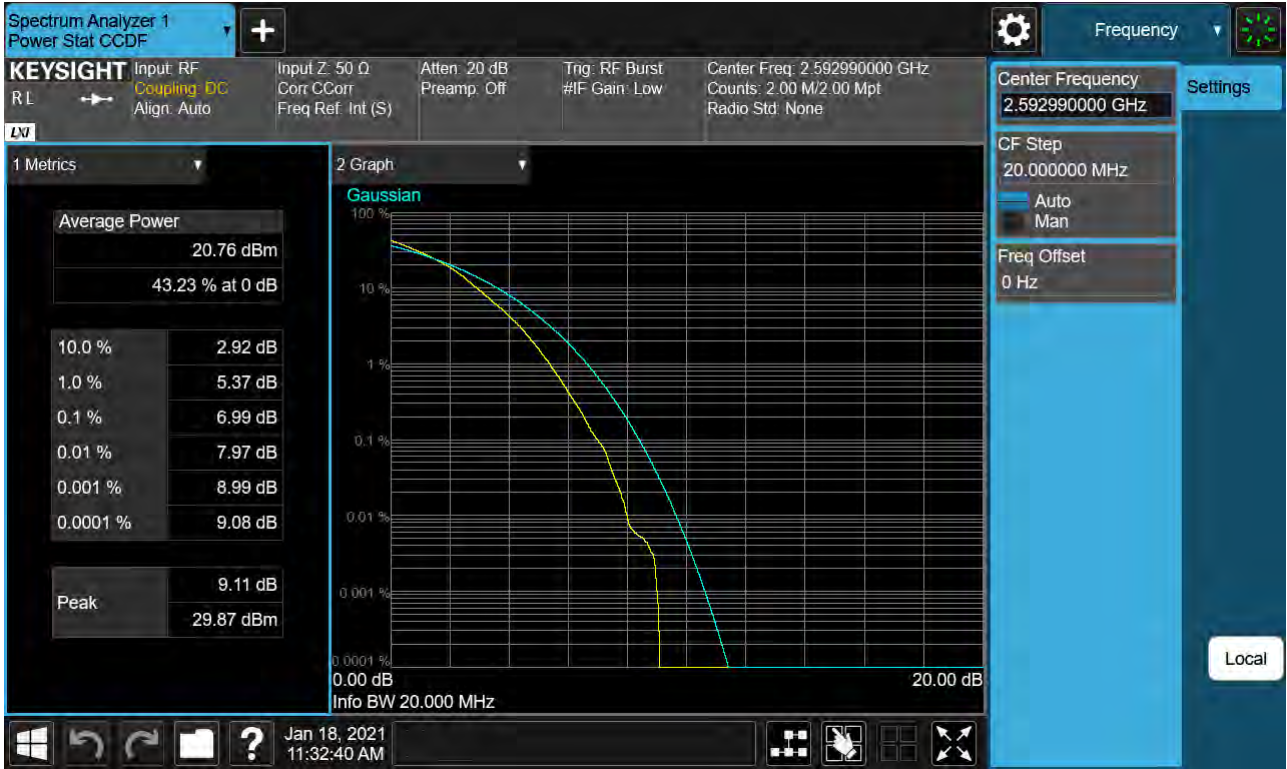 Spectrum Analyzer 1
Power Stat CCDF
Frequency
KEYSIGHT
R L
LXI
Input: RF
Coupling: DC
Align: Auto
Input Z: 50 Ω
Corr CCorr
Freq Ref: Int (S)
Atten: 20 dB
Preamp: Off
Trig: RF Burst
#IF Gain: Low
Center Freq: 2.592990000 GHz
Counts: 2.00 M/2.00 Mpt
Radio Std: None
Center Frequency
2.592990000 GHz
Settings
CF Step
20.000000 MHz
Auto
Man
Freq Offset
0 Hz
Local
1 Metrics
Average Power
20.76 dBm
43.23 % at 0 dB
10.0 % 2.92 dB
1.0 % 5.37 dB
0.1 % 6.99 dB
0.01 % 7.97 dB
0.001 % 8.99 dB
0.0001 % 9.08 dB
Peak
9.11 dB
29.87 dBm
2 Graph
Gaussian
100 %
10 %
1 %
0.1 %
0.01 %
0.001 %
0.0001 %
0.00 dB 20.00 dB
Info BW 20.000 MHz
?
Jan 18, 2021
11:32:40 AM